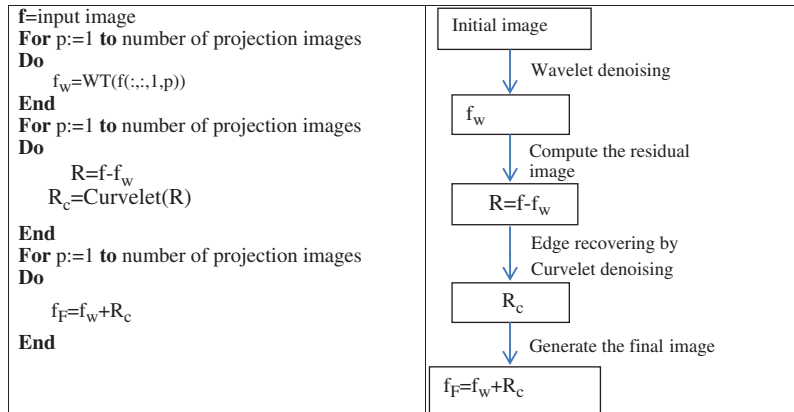 f=input image
For p:=1 to number of projection images
Do
f_w=WT(f(:,:,1,p))
End
For p:=1 to number of projection images
Do
R=f-f_w
R_c=Curvelet(R)
End
For p:=1 to number of projection images
Do
f_F=f_w+R_c
End
Initial image
Wavelet denoising
f_w
Compute the residual
image
R=f-f_w
Edge recovering by
Curvelet denoising
R_c
Generate the final image
f_F=f_w+R_c